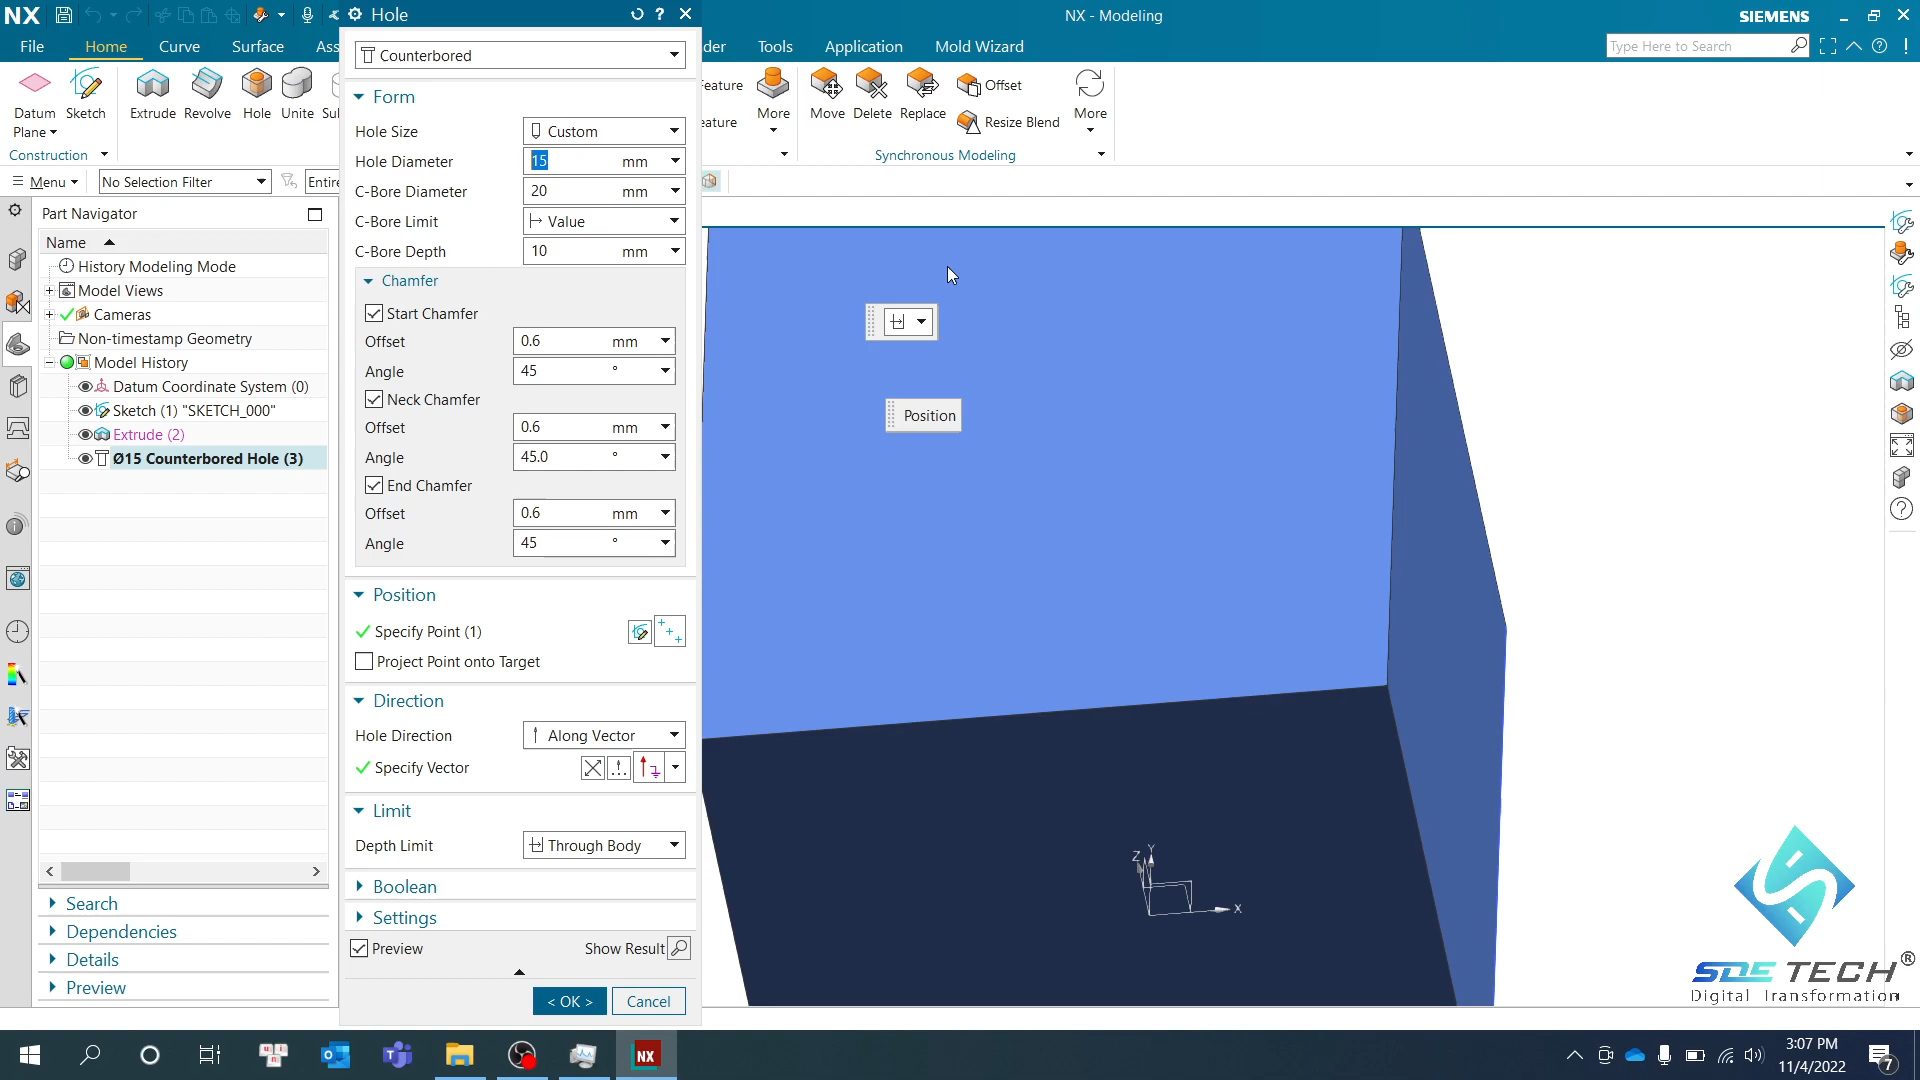 NX
Hole
NX - Modeling
SIEMENS
File
Home
Curve
Surface
Ass
der
Tools
Application
Mold Wizard
Type Here to Search
Counterbored
Datum
Plane
Sketch
Extrude
Revolve
Hole
Unite
Su
eature
eature
More
Move
Delete
Replace
Offset
Resize Blend
More
Construction
Synchronous Modeling
Menu
No Selection Filter
Entire
Form
Hole Size
Custom
Hole Diameter
15 mm
C-Bore Diameter
20 mm
C-Bore Limit
Value
C-Bore Depth
10 mm
Chamfer
Start Chamfer
Offset
0.6 mm
Angle
45 °
Neck Chamfer
Offset
0.6 mm
Angle
45.0 °
End Chamfer
Offset
0.6 mm
Angle
45 °
Position
Specify Point (1)
Project Point onto Target
Direction
Hole Direction
Along Vector
Specify Vector
Limit
Depth Limit
Through Body
Boolean
Settings
Preview
Show Result
< OK >
Cancel
Part Navigator
Name
History Modeling Mode
Model Views
Cameras
Non-timestamp Geometry
Model History
Datum Coordinate System (0)
Sketch (1) "SKETCH_000"
Extrude (2)
Ø15 Counterbored Hole (3)
Search
Dependencies
Details
Preview
Position
Z
Y
X
SDE TECH®
Digital Transformation
NX
3:07 PM
11/4/2022
7